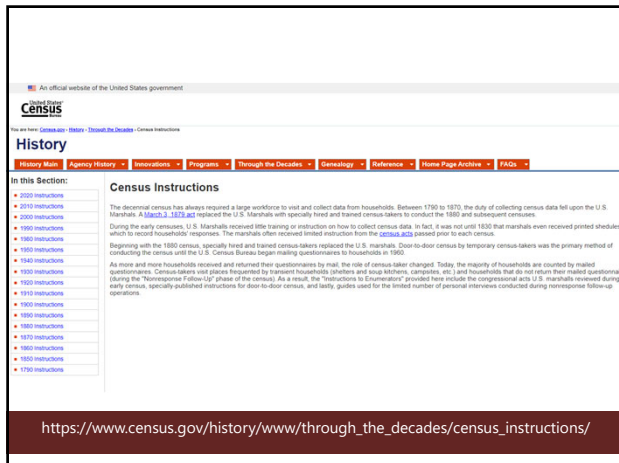 An official website of the United States government
United States®
Census
Bureau
You are here: Census.gov › History › Through the Decades › Census Instructions
History
History Main Agency History Innovations Programs Through the Decades Genealogy Reference Home Page Archive FAQs
In this Section:
2020 Instructions
2010 Instructions
2000 Instructions
1990 Instructions
1960 Instructions
1950 Instructions
1940 Instructions
1930 Instructions
1920 Instructions
1910 Instructions
1900 Instructions
1890 Instructions
1880 Instructions
1870 Instructions
1860 Instructions
1850 Instructions
1790 Instructions
Census Instructions
The decennial census has always required a large workforce to visit and collect data from households. Between 1790 to 1870, the duty of collecting census data fell upon the U.S.
Marshals. A March 3, 1879 act replaced the U.S. Marshals with specially hired and trained census-takers to conduct the 1880 and subsequent censuses.
During the early censuses, U.S. Marshals received little training or instruction on how to collect census data. In fact, it was not until 1830 that marshals even received printed shedules
which to record households' responses. The marshals often received limited instruction from the census acts passed prior to each census.
Beginning with the 1880 census, specially hired and trained census-takers replaced the U.S. marshals. Door-to-door census by temporary census-takers was the primary method of
conducting the census until the U.S. Census Bureau began mailing questionnaires to households in 1960.
As more and more households received and returned their questionnaires by mail, the role of census-taker changed. Today, the majority of households are counted by mailed
questionnaires. Census-takers visit places frequented by transient households (shelters and soup kitchens, campsites, etc.) and households that do not return their mailed questionna
(during the "Nonresponse Follow-Up" phase of the census). As a result, the "Instructions to Enumerators" provided here include the congressional acts U.S. marshalls reviewed during
early census, specially-published instructions for door-to-door census, and lastly, guides used for the limited number of personal interviews conducted during nonresponse follow-up
operations.
https://www.census.gov/history/www/through_the_decades/census_instructions/